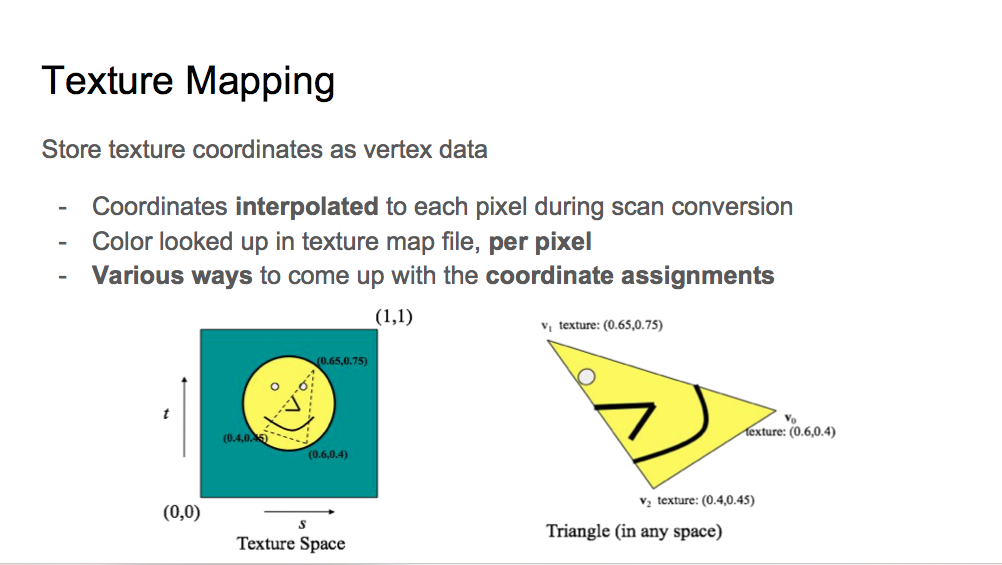 Texture Mapping
Store texture coordinates as vertex data
- Coordinates interpolated to each pixel during scan conversion
- Color looked up in texture map file, per pixel
- Various ways to come up with the coordinate assignments
(1,1)
(0.65,0.75)
t
(0.4,0.45)
(0.6,0.4)
(0,0)
s
Texture Space
v₁ texture: (0.65,0.75)
v₀
texture: (0.6,0.4)
v₂ texture: (0.4,0.45)
Triangle (in any space)